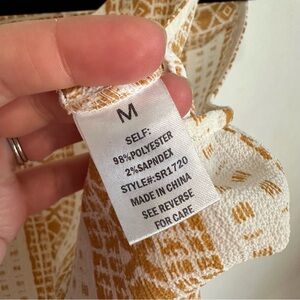 M
SELF:
98%POLYESTER
2%SAPNDEX
STYLE#:SR1720
MADE IN CHINA
SEE REVERSE
FOR CARE